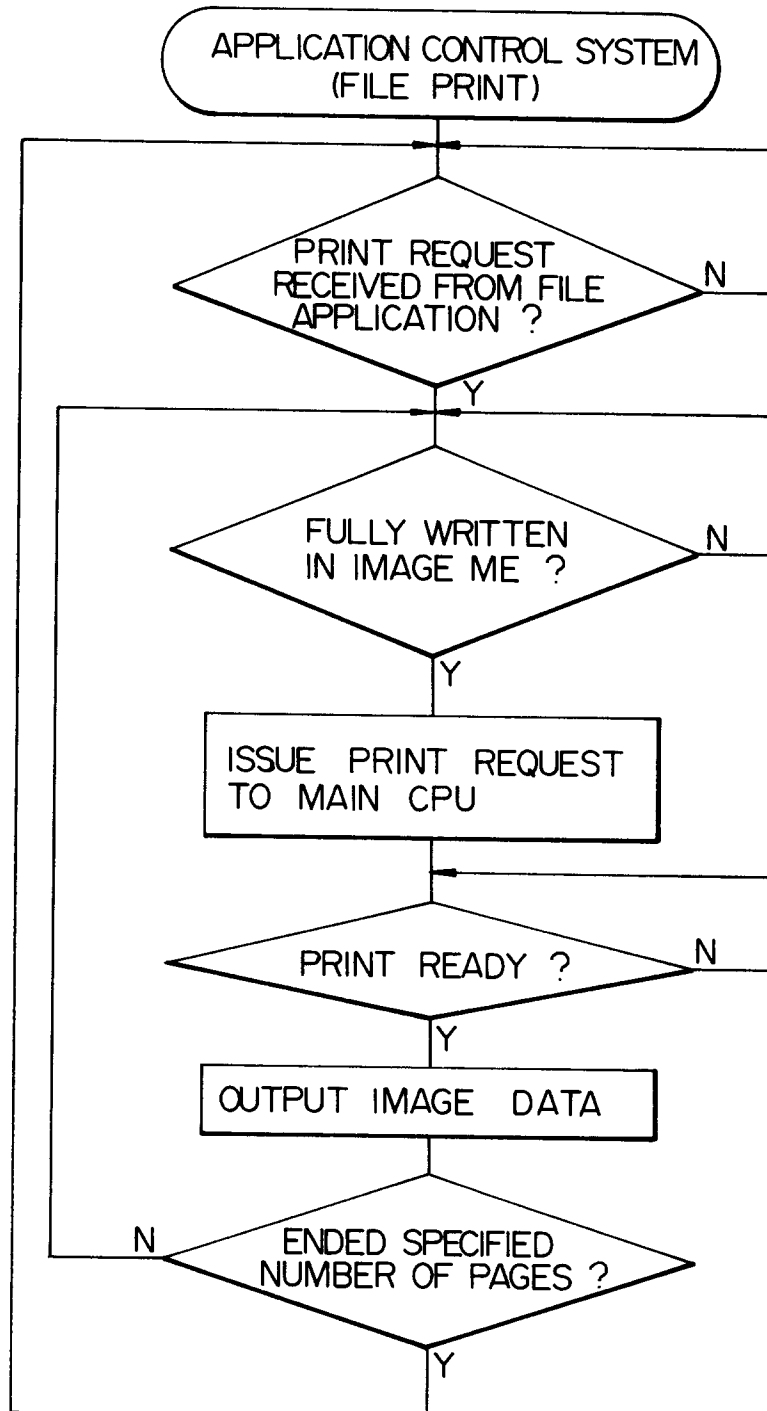 APPLICATION CONTROL SYSTEM
(FILE PRINT)
PRINT REQUEST
RECEIVED FROM FILE
APPLICATION ?
N
Y
FULLY WRITTEN
IN IMAGE ME ?
N
Y
ISSUE PRINT REQUEST
TO MAIN CPU
PRINT READY ?
N
Y
OUTPUT IMAGE DATA
N
ENDED SPECIFIED
NUMBER OF PAGES ?
Y